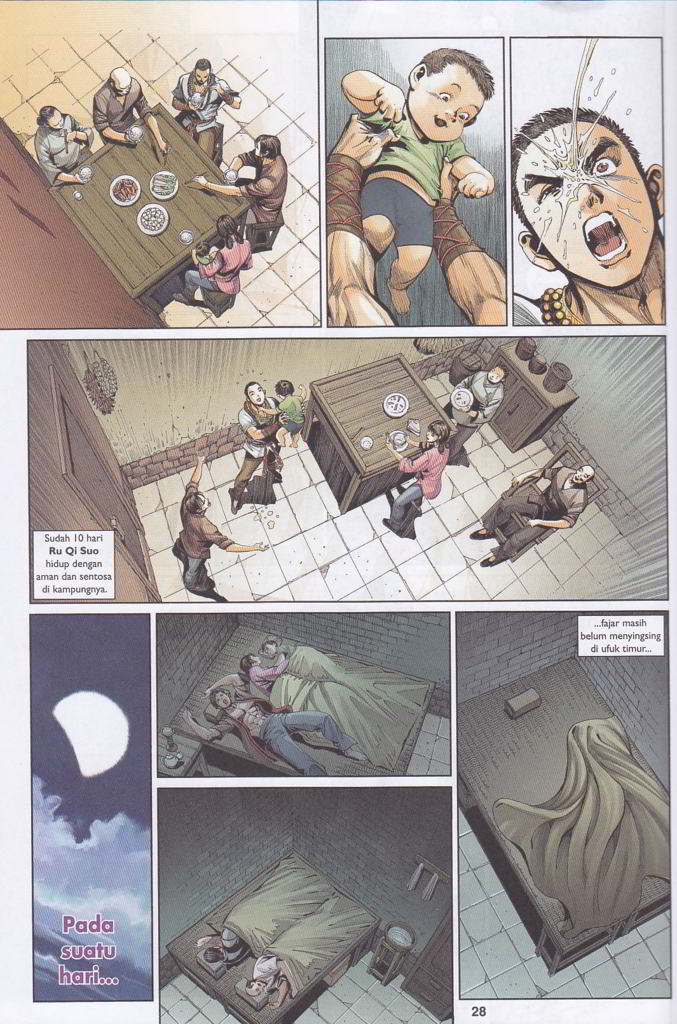 Sudah 10 hari
Ru Qi Suo
hidup dengan
aman dan sentosa
di kampungnya.
Pada
suatu
hari...
...fajar masih
belum menyingsing
di ufuk timur...
28